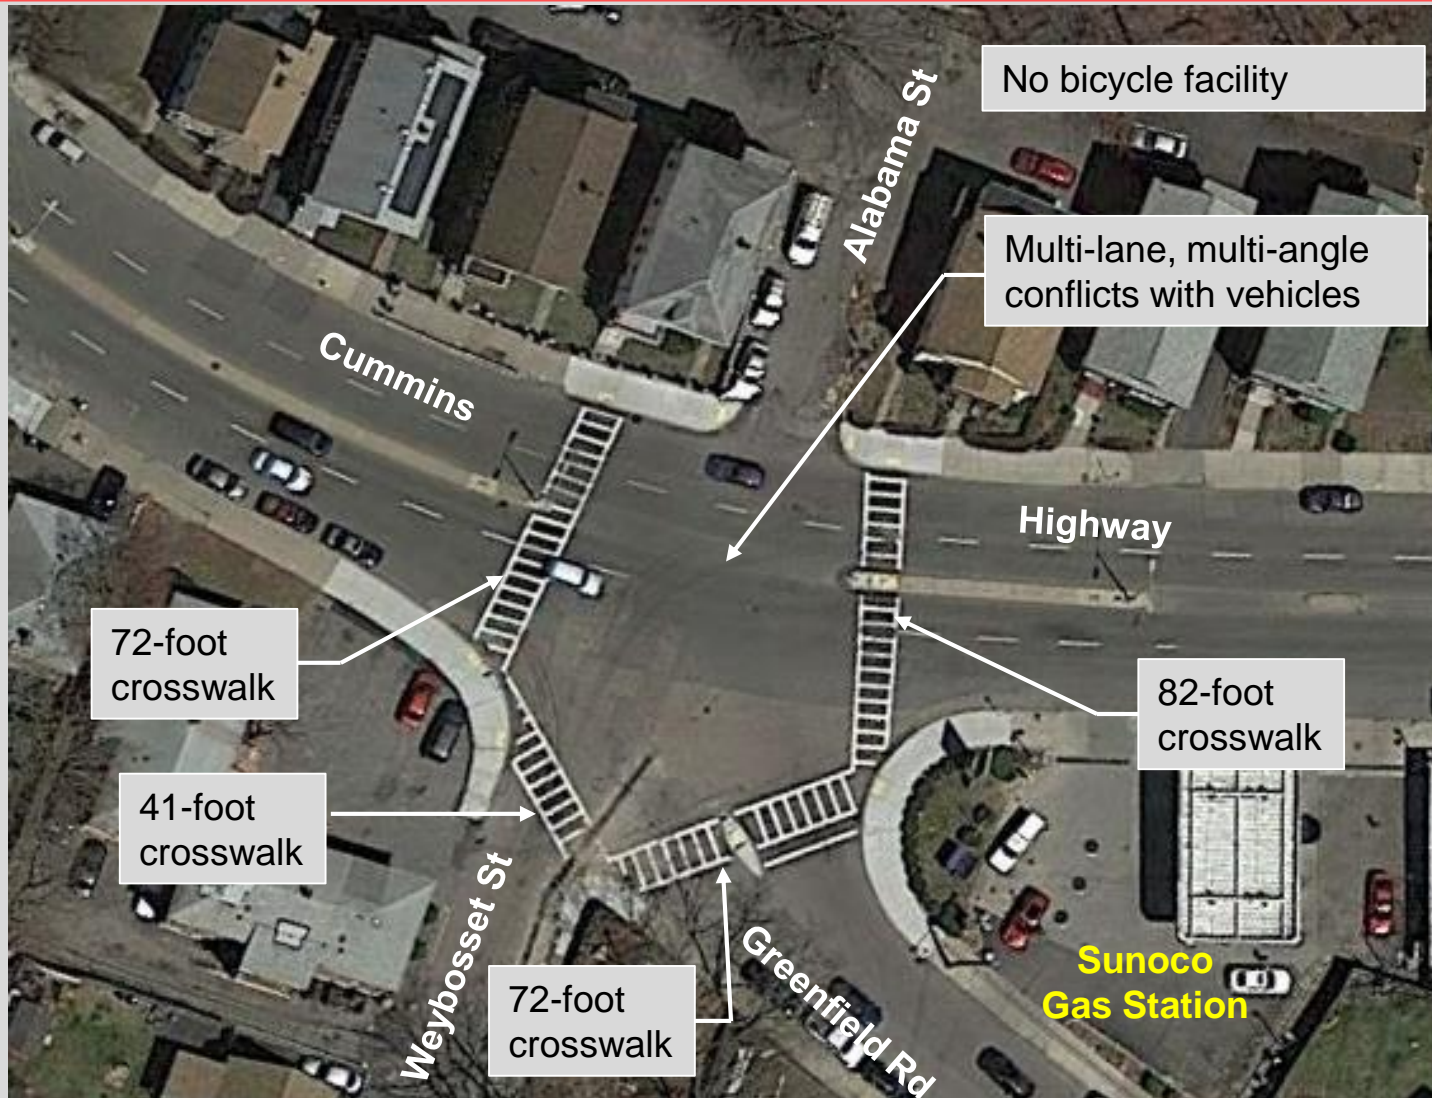 No bicycle facility
Alabama St
Multi-lane, multi-angle
conflicts with vehicles
Cummins
Highway
72-foot
crosswalk
82-foot
crosswalk
41-foot
crosswalk
Weybosset St
72-foot
crosswalk
Greenfield Rd
Sunoco
Gas Station